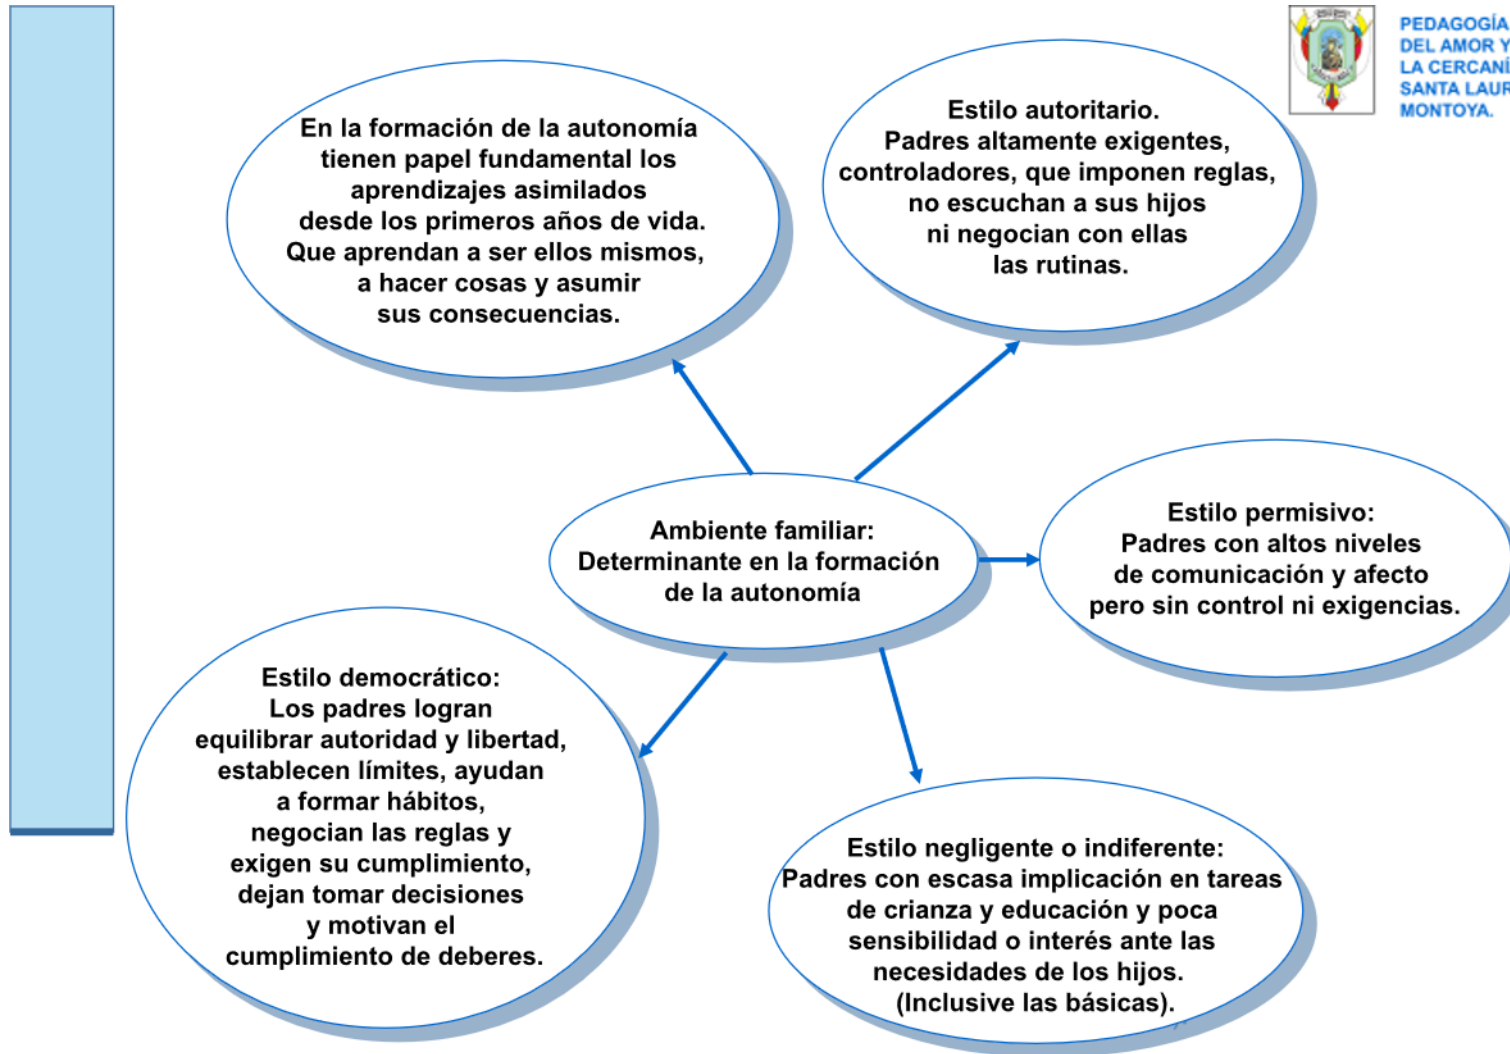 PEDAGOGÍA
DEL AMOR Y
LA CERCANÍ
SANTA LAUR
MONTOYA.
En la formación de la autonomía
tienen papel fundamental los
aprendizajes asimilados
desde los primeros años de vida.
Que aprendan a ser ellos mismos,
a hacer cosas y asumir
sus consecuencias.
Estilo autoritario.
Padres altamente exigentes,
controladores, que imponen reglas,
no escuchan a sus hijos
ni negocian con ellas
las rutinas.
Ambiente familiar:
Determinante en la formación
de la autonomía
Estilo permisivo:
Padres con altos niveles
de comunicación y afecto
pero sin control ni exigencias.
Estilo democrático:
Los padres logran
equilibrar autoridad y libertad,
establecen límites, ayudan
a formar hábitos,
negocian las reglas y
exigen su cumplimiento,
dejan tomar decisiones
y motivan el
cumplimiento de deberes.
Estilo negligente o indiferente:
Padres con escasa implicación en tareas
de crianza y educación y poca
sensibilidad o interés ante las
necesidades de los hijos.
(Inclusive las básicas).